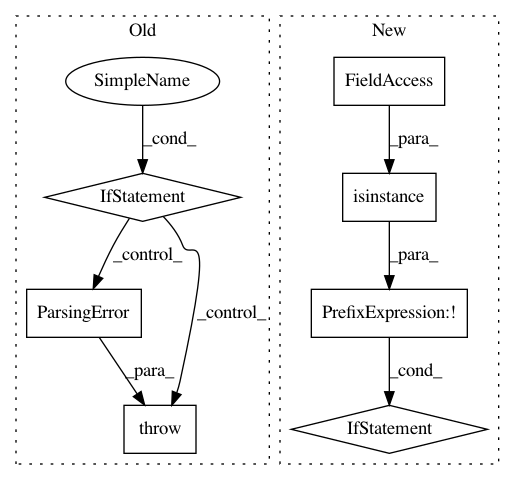 Old
SimpleName
_cond_
IfStatement
_control_
_control_
ParsingError
_para_
throw
New
FieldAccess
_para_
isinstance
_para_
PrefixExpression:!
_cond_
IfStatement